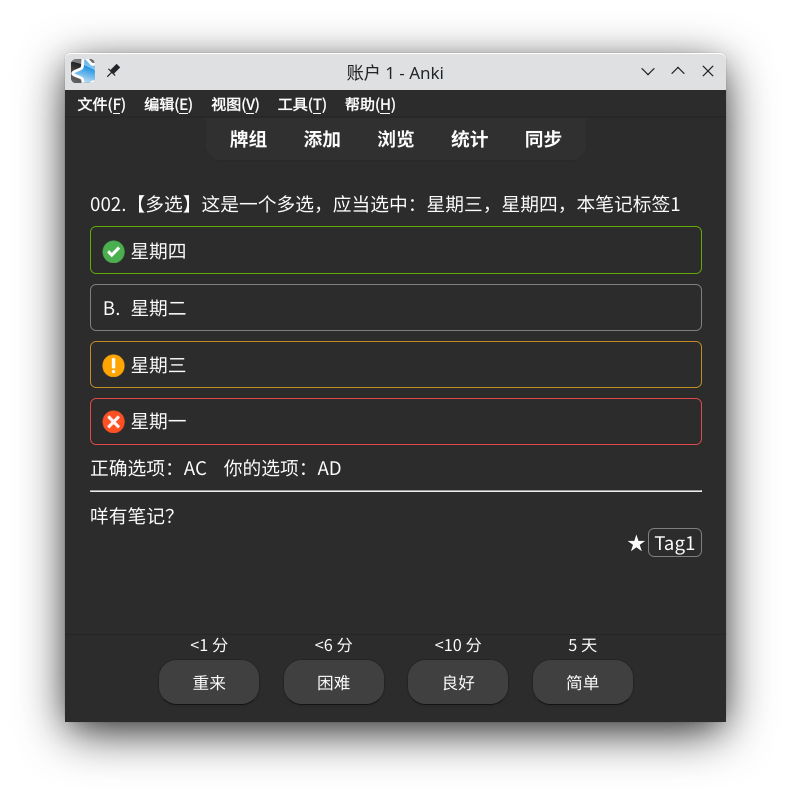 账户 1 - Anki
文件(F) 编辑(E) 视图(V) 工具(T) 帮助(H)
牌组 添加 浏览 统计 同步
002.【多选】这是一个多选，应当选中：星期三，星期四，本笔记标签1
星期四
B. 星期二
星期三
星期一
正确选项：AC 你的选项：AD
咩有笔记？
★ Tag1
<1 分 <6 分 <10 分 5 天
重来 困难 良好 简单